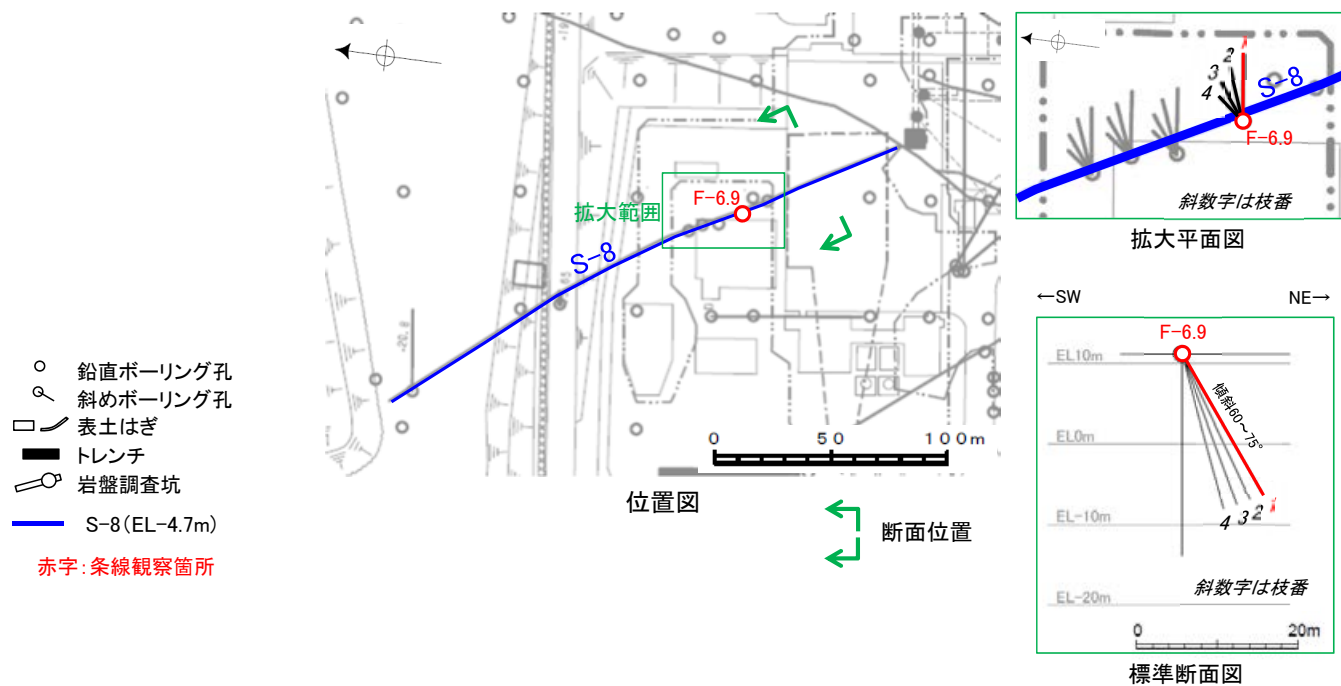 鉛直ボーリング孔
斜めボーリング孔
表土はぎ
トレンチ
岩盤調査坑
S-8(EL-4.7m)
赤字:条線観察箇所
F-6.9
拡大範囲
S-8
0 50 100m
位置図
断面位置
1
2
3
4
S-8
F-6.9
斜数字は枝番
拡大平面図
←SW NE→
F-6.9
EL10m
傾斜60~75°
EL0m
EL-10m
4 3 2 1
斜数字は枝番
EL-20m
0 20m
標準断面図